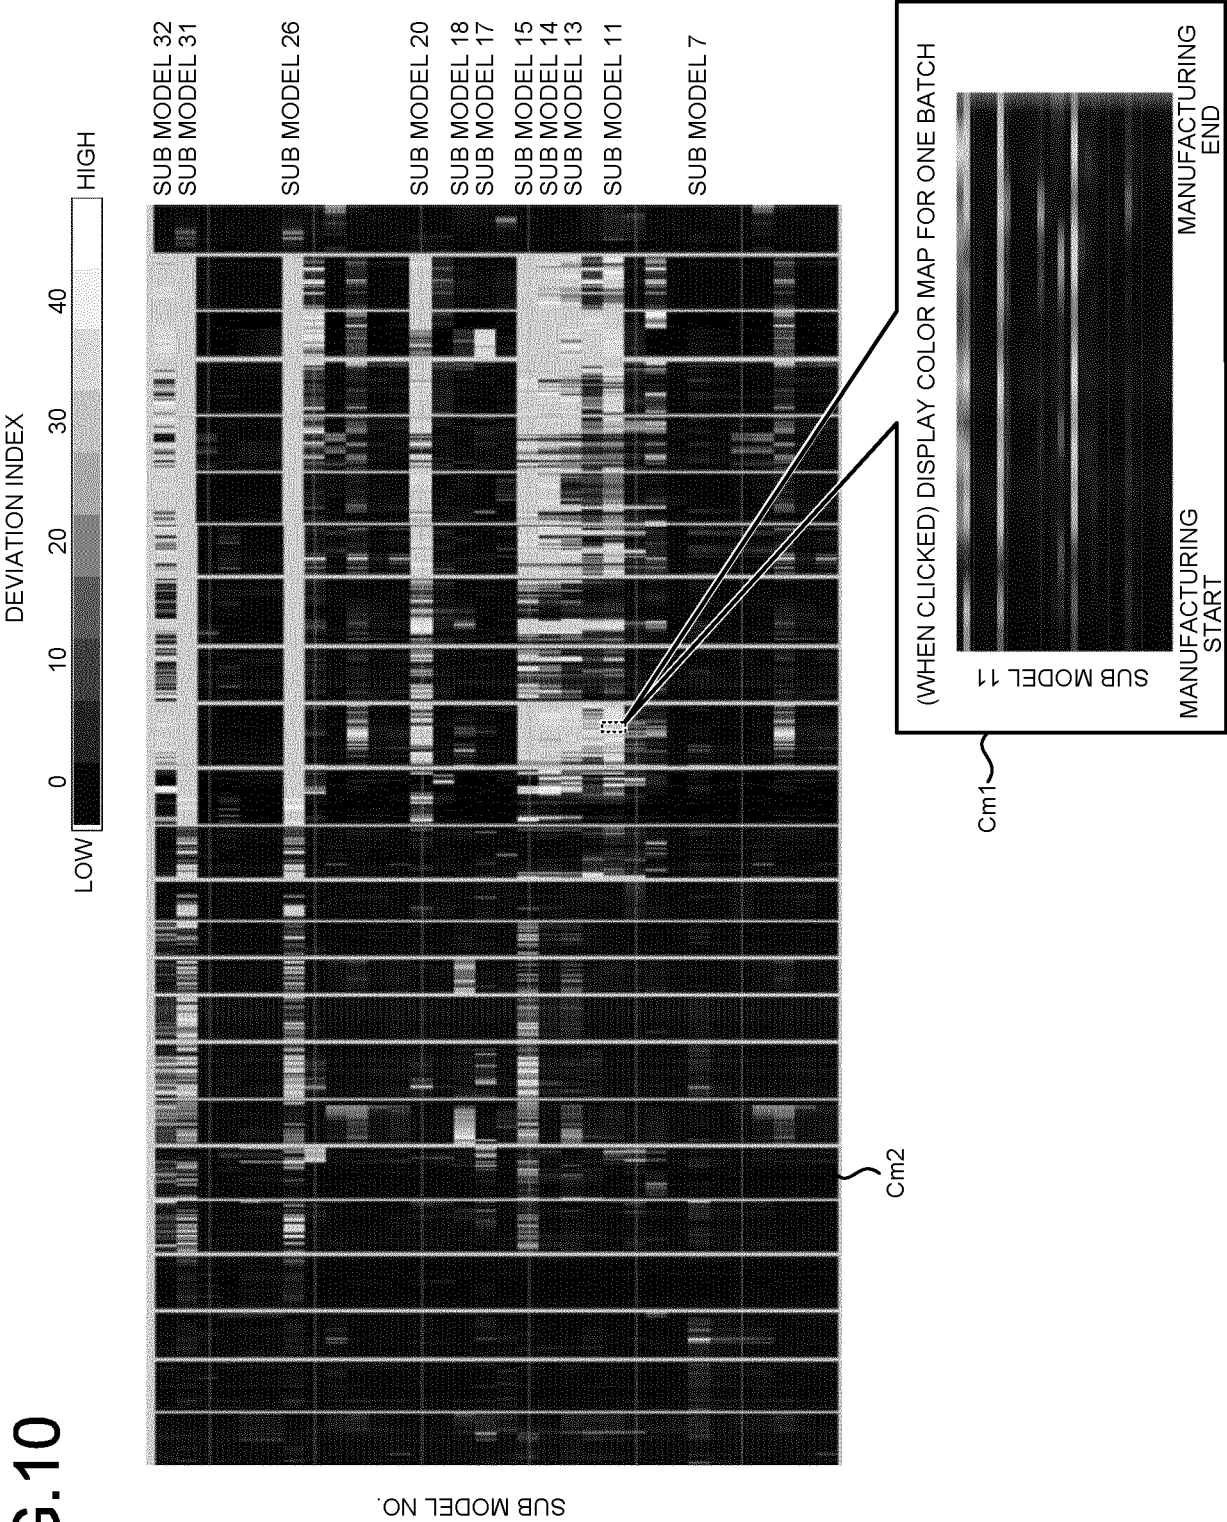 G.10
DEVIATION INDEX
LOW
0
10
20
30
40
HIGH
SUB MODEL NO.
SUB MODEL 32
SUB MODEL 31
SUB MODEL 26
SUB MODEL 20
SUB MODEL 18
SUB MODEL 17
SUB MODEL 15
SUB MODEL 14
SUB MODEL 13
SUB MODEL 11
SUB MODEL 7
Cm2
Cm1
(WHEN CLICKED) DISPLAY COLOR MAP FOR ONE BATCH
SUB MODEL 11
MANUFACTURING
START
MANUFACTURING
END